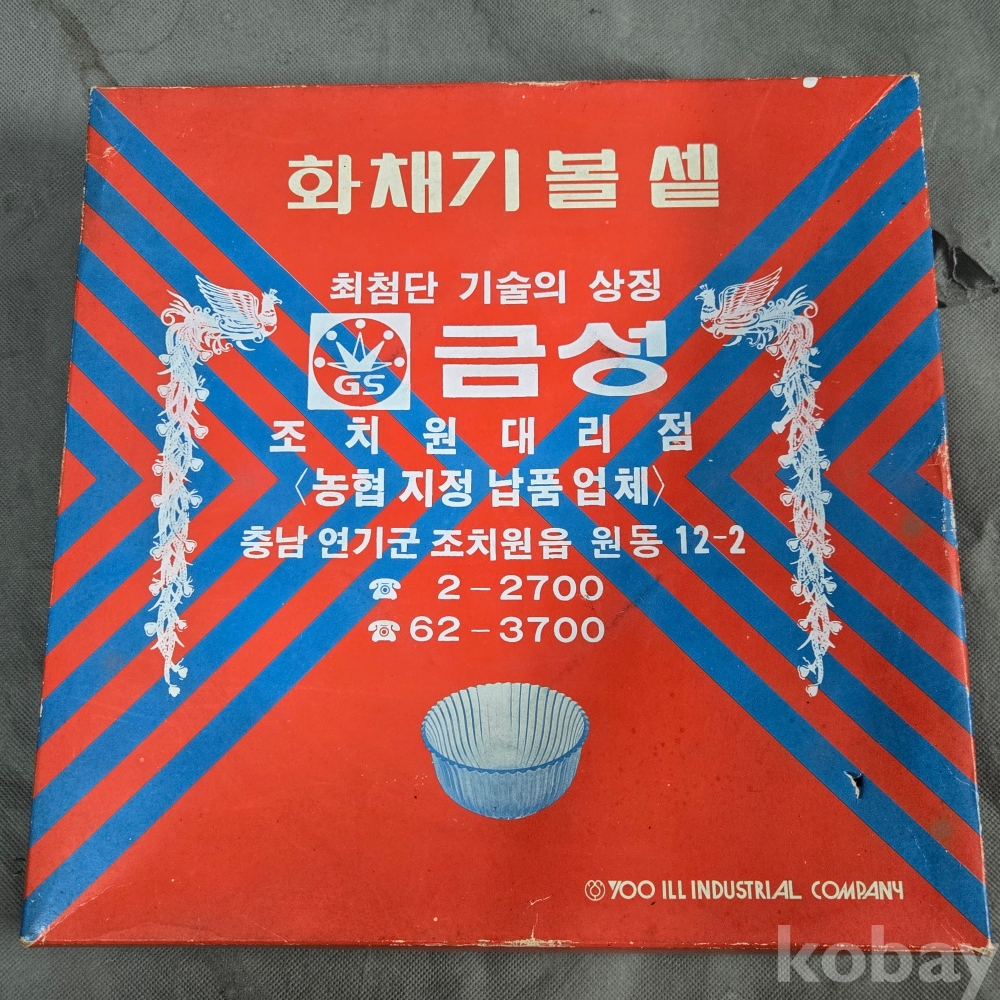 화채기 볼 셑
최첨단 기술의 상징
GS 금성
조치원대리점
〈농협 지정 납품업체〉
충남 연기군 조치원읍 원동 12-2
☎ 2-2700
☎ 62-3700
YOO ILL INDUSTRIAL COMPANY
kobay